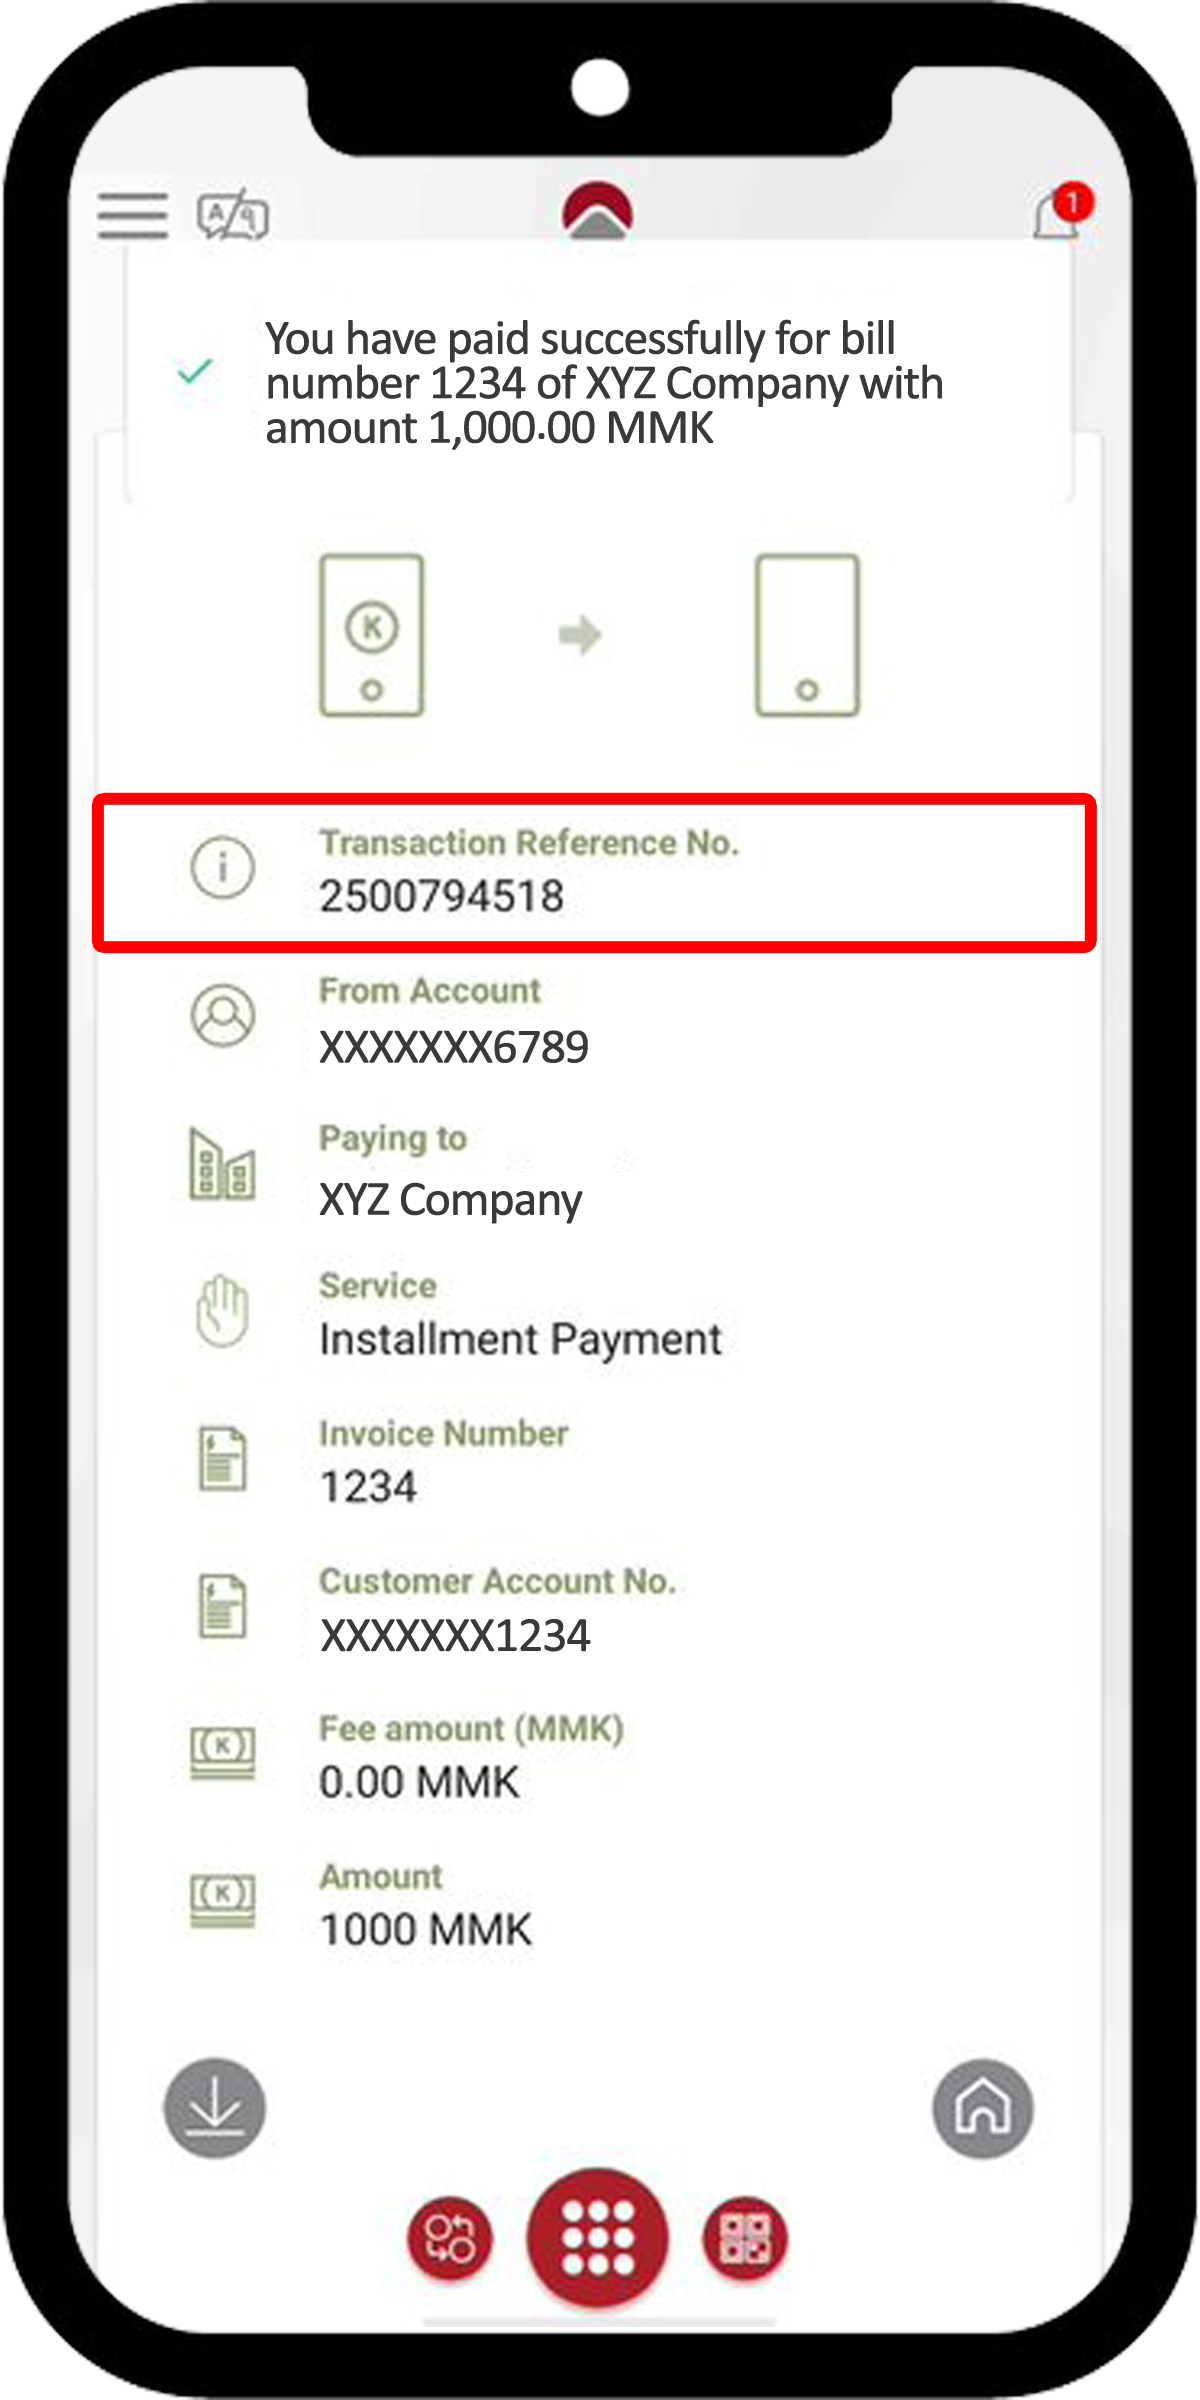 A
1
You have paid successfully for bill
number 1234 of XYZ Company with
amount 1,000.00 MMK
K
Transaction Reference No.
2500794518
From Account
XXXXXXX6789
Paying to
XYZ Company
Service
Installment Payment
Invoice Number
1234
Customer Account No.
XXXXXXX1234
K
Fee amount (MMK)
0.00 MMK
K
Amount
1000 MMK